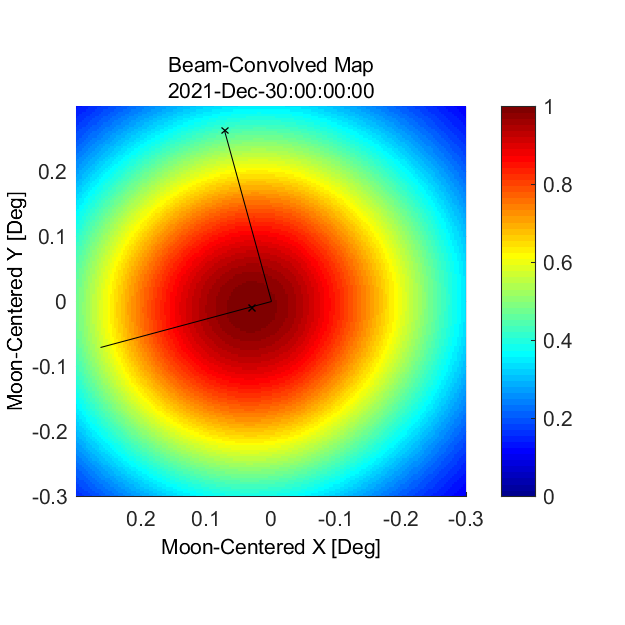 Beam-Convolved Map
2021-Dec-30:00:00:00
Moon-Centered Y [Deg]
0.2
0.1
0
-0.1
-0.2
-0.3
0.2 0.1 0 -0.1 -0.2 -0.3
Moon-Centered X [Deg]
1
0.8
0.6
0.4
0.2
0